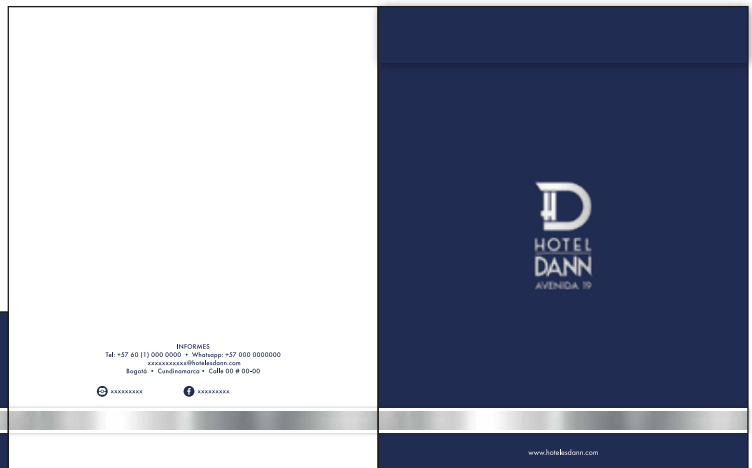 INFORMES
Tel: +57 60 (1) 000 0000 • Whatsapp: +57 000 0000000
xxxxxxxxxxx@hotelesdann.com
Bogotá • Cundinamarca • Calle 00 # 00-00
xxxxxxxxx xxxxxxxxx
HOTEL
DANN
AVENIDA 19
www.hotelesdann.com